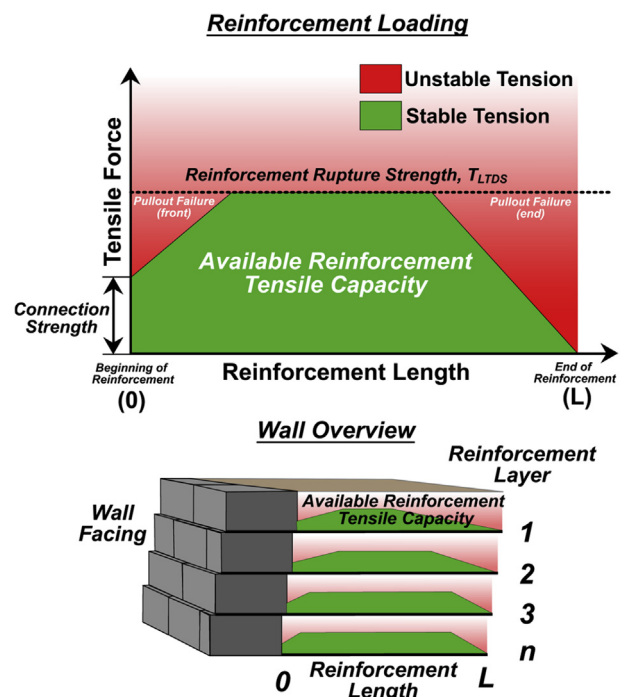 Reinforcement Loading
Unstable Tension
Stable Tension
Tensile Force
Reinforcement Rupture Strength, T_LTDS
Pullout Failure
(front)
Pullout Failure
(end)
Available Reinforcement
Tensile Capacity
Connection
Strength
Beginning of
Reinforcement
(0)
Reinforcement Length
End of
Reinforcement
(L)
Wall Overview
Reinforcement
Layer
Wall
Facing
Available Reinforcement
Tensile Capacity
1
2
3
n
0
Reinforcement
Length
L